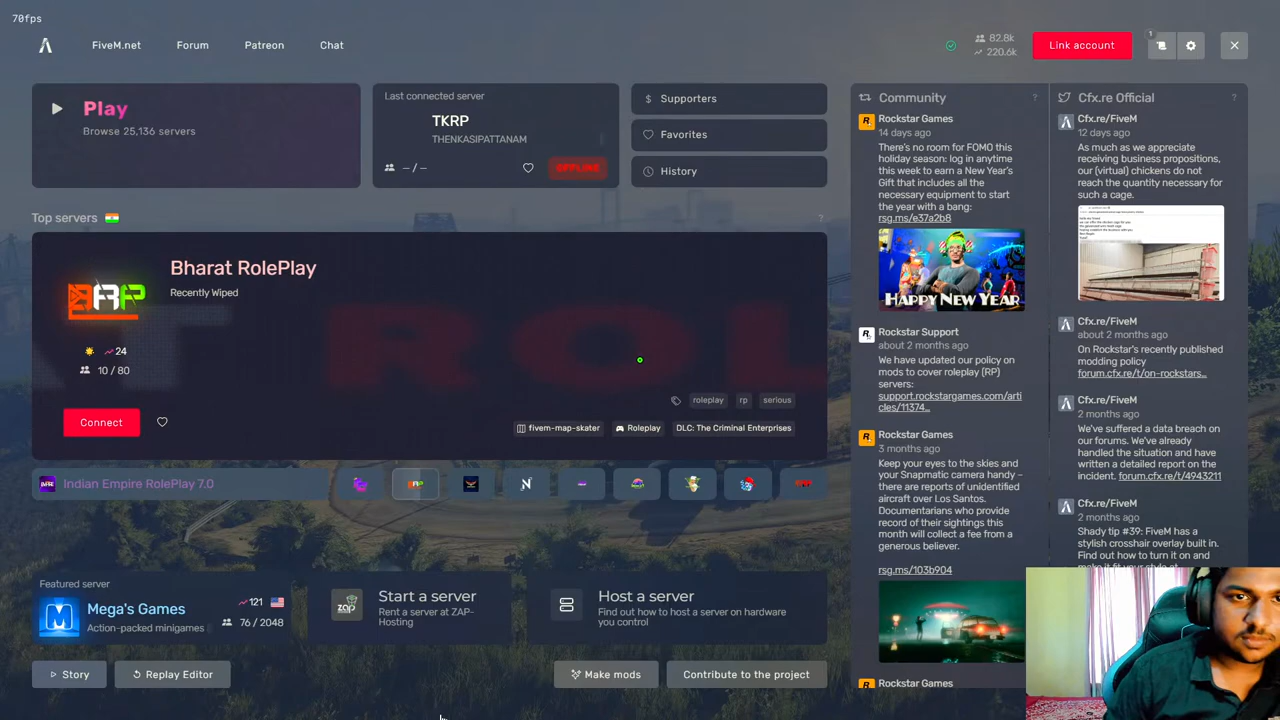 70fps
FiveM.net
Forum
Patreon
Chat
82.8k
220.6k
Link account
1
Play
Browse 25,136 servers
Last connected server
TKRP
THENKASIPATTANAM
– / –
OFFLINE
Supporters
Favorites
History
Top servers
BRP
Bharat RolePlay
Recently Wiped
24
10 / 80
ROL
Connect
roleplay
rp
serious
fivem-map-skater
Roleplay
DLC: The Criminal Enterprises
Indian Empire RolePlay 7.0
Featured server
Mega's Games
Action-packed minigames
121
76 / 2048
ZAP
Start a server
Rent a server at ZAP-
Hosting
Host a server
Find out how to host a server on hardware
you control
Story
Replay Editor
Make mods
Contribute to the project
Community
?
Rockstar Games
14 days ago
There's no room for FOMO this
holiday season: log in anytime
this week to earn a New Year's
Gift that includes all the
necessary equipment to start
the year with a bang:
rsg.ms/e37a2b8
HAPPY NEW YEAR
Rockstar Support
about 2 months ago
We have updated our policy on
mods to cover roleplay (RP)
servers:
support.rockstargames.com/arti
cles/11374…
Rockstar Games
3 months ago
Keep your eyes to the skies and
your Snapmatic camera handy –
there are reports of unidentified
aircraft over Los Santos.
Documentarians who provide
record of their sightings this
month will collect a fee from a
generous believer.
rsg.ms/103b904
Rockstar Games
Cfx.re Official
?
Cfx.re/FiveM
12 days ago
As much as we appreciate
receiving business propositions,
our (virtual) chickens do not
reach the quantity necessary for
such a cage.
Cfx.re/FiveM
about 2 months ago
On Rockstar's recently published
modding policy
forum.cfx.re/t/on-rockstars…
Cfx.re/FiveM
2 months ago
We've suffered a data breach on
our forums. We've already
handled the situation and have
written a detailed report on the
incident. forum.cfx.re/t/4943211
Cfx.re/FiveM
2 months ago
Shady tip #39: FiveM has a
stylish crosshair overlay built in.
Find out how to turn it on and